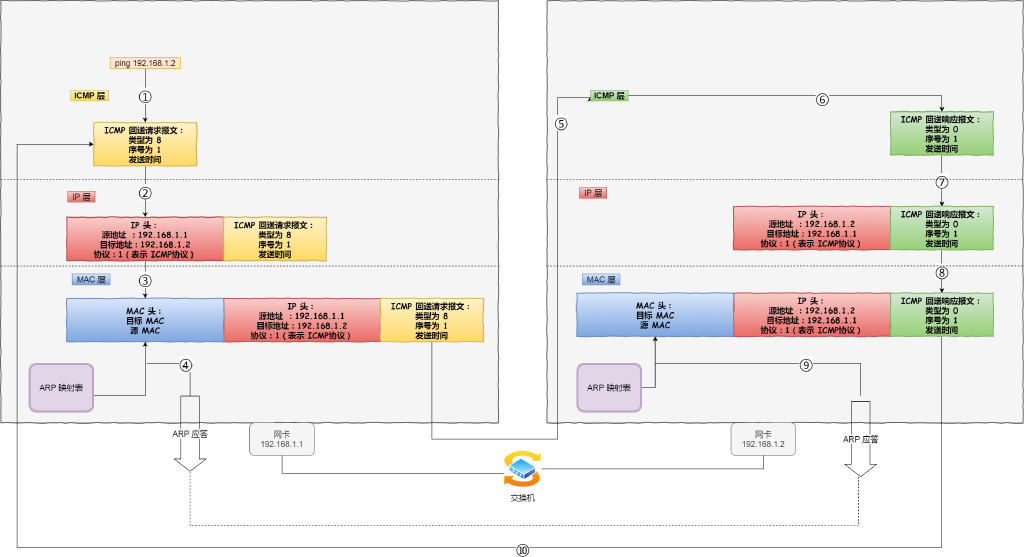 ping 192.168.1.2
ICMP 层
①
ICMP 回送请求报文：
类型为 8
序号为 1
发送时间
②
IP 层
IP 头：
源地址 ：192.168.1.1
目标地址：192.168.1.2
协议：1（表示 ICMP协议）
ICMP 回送请求报文：
类型为 8
序号为 1
发送时间
MAC 层
③
MAC 头：
目标 MAC
源 MAC
IP 头：
源地址 ：192.168.1.1
目标地址：192.168.1.2
协议：1（表示 ICMP协议）
ICMP 回送请求报文：
类型为 8
序号为 1
发送时间
④
ARP 映射表
ARP 应答
网卡
192.168.1.1
交换机
⑤
ICMP 层
⑥
ICMP 回送响应报文：
类型为 0
序号为 1
发送时间
⑦
IP 层
IP 头：
源地址 ：192.168.1.2
目标地址：192.168.1.1
协议：1（表示 ICMP协议）
ICMP 回送响应报文：
类型为 0
序号为 1
发送时间
⑧
MAC 层
MAC 头：
目标 MAC
源 MAC
IP 头：
源地址 ：192.168.1.2
目标地址：192.168.1.1
协议：1（表示 ICMP协议）
ICMP 回送响应报文：
类型为 0
序号为 1
发送时间
⑨
ARP 映射表
网卡
192.168.1.2
ARP 应答
⑩